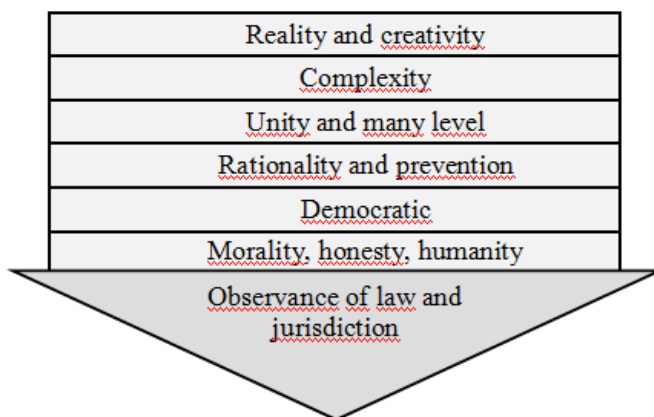 Reality and creativity
Complexity
Unity and many level
Rationality and prevention
Democratic
Morality, honesty, humanity
Observance of law and
jurisdiction